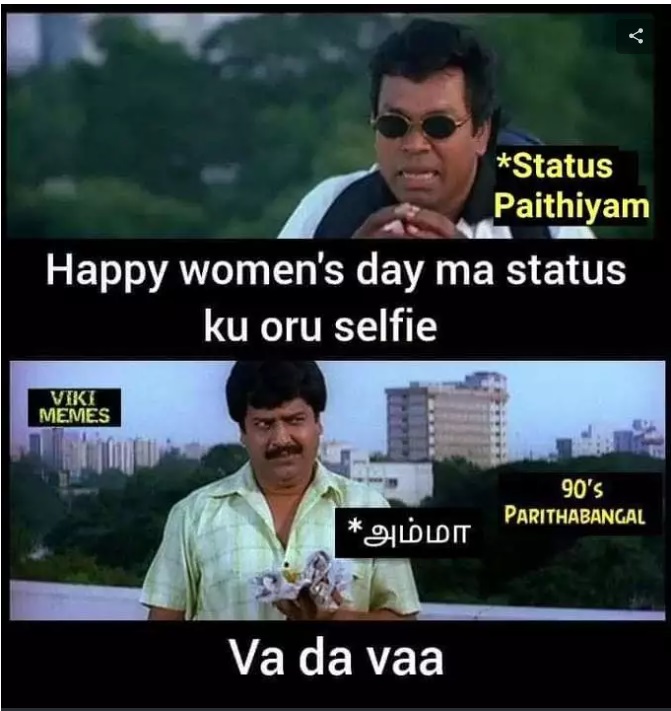 *Status
Paithiyam
Happy women's day ma status
ku oru selfie
VIKI
MEMES
90's
PARITHABANGAL
*அம்மா
Va da vaa